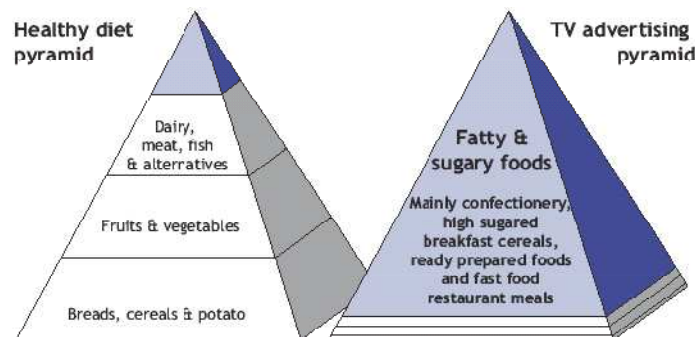 Healthy diet
pyramid
Dairy,
meat, fish
& alterratives
Fruits & vegetables
Breads, cereals & potato
TV advertising
pyramid
Fatty &
sugary foods
Mainly confectionery,
high sugared
breakfast cereals,
ready prepared foods
and fast food
restaurant meals